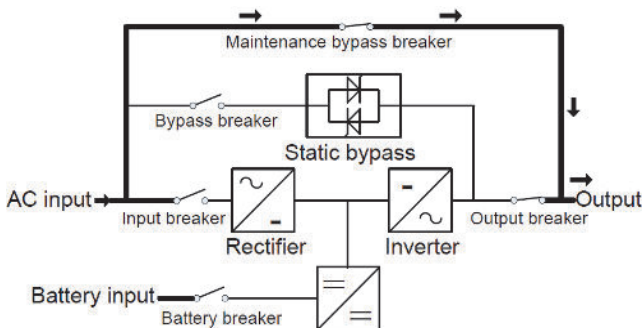 Maintenance bypass breaker
Bypass breaker
Static bypass
AC input
Input breaker
Rectifier
Inverter
Output breaker
Output
Battery input
Battery breaker